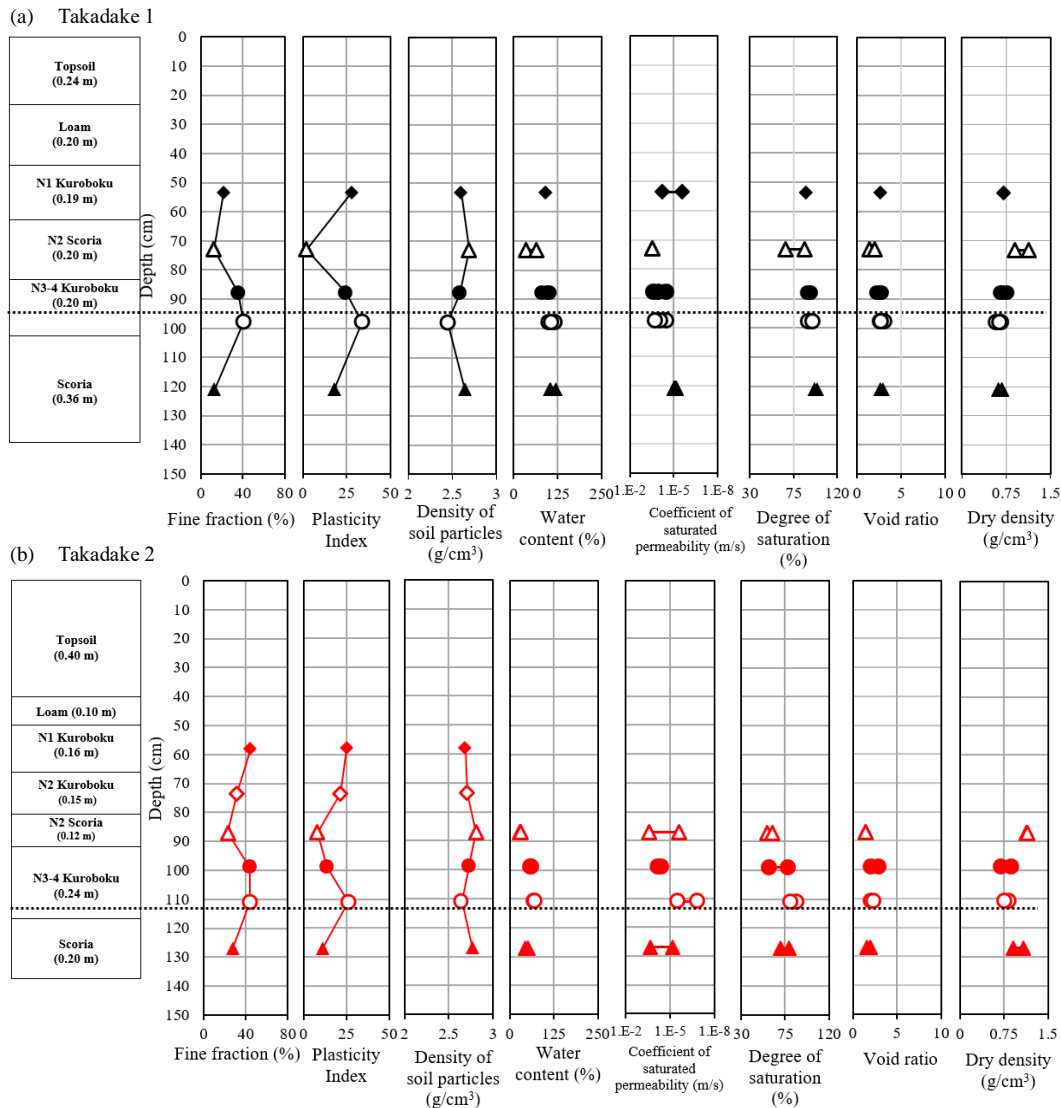 (a) Takadake 1
Topsoil
(0.24 m)
Loam
(0.20 m)
N1 Kuroboku
(0.19 m)
N2 Scoria
(0.20 m)
N3-4 Kuroboku
(0.20 m)
Scoria
(0.36 m)
Depth (cm)
0
10
20
30
40
50
60
70
80
90
100
110
120
130
140
150
0 40 80
Fine fraction (%)
0 25 50
Plasticity
Index
2 2.5 3
Density of
soil particles
(g/cm3)
0 125 250
Water
content (%)
1.E-2 1.E-5 1.E-8
Coefficient of
saturated
permeability (m/s)
30 75 120
Degree of
saturation
(%)
0 5 10
Void ratio
0 0.75 1.5
Dry density
(g/cm3)
(b) Takadake 2
Topsoil
(0.40 m)
Loam (0.10 m)
N1 Kuroboku
(0.16 m)
N2 Kuroboku
(0.15 m)
N2 Scoria
(0.12 m)
N3-4 Kuroboku
(0.24 m)
Scoria
(0.20 m)
Depth (cm)
0
10
20
30
40
50
60
70
80
90
100
110
120
130
140
150
0 40 80
Fine fraction (%)
0 25 50
Plasticity
Index
2 2.5 3
Density of
soil particles
(g/cm3)
0 125 250
Water
content (%)
1.E-2 1.E-5 1.E-8
Coefficient of
saturated
permeability (m/s)
30 75 120
Degree of
saturation
(%)
0 5 10
Void ratio
0 0.75 1.5
Dry density
(g/cm3)